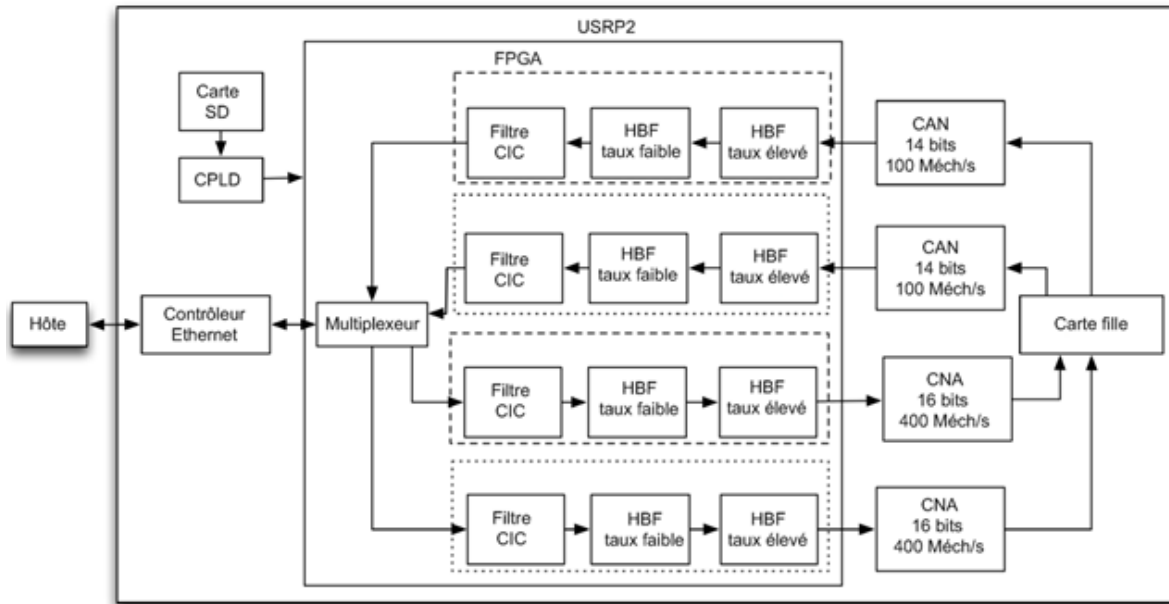 USRP2
FPGA
Carte
SD
CPLD
Filtre
CIC
HBF
taux faible
HBF
taux élevé
CAN
14 bits
100 Méch/s
Filtre
CIC
HBF
taux faible
HBF
taux élevé
CAN
14 bits
100 Méch/s
Hôte
Contrôleur
Ethernet
Multiplexeur
Carte fille
Filtre
CIC
HBF
taux faible
HBF
taux élevé
CNA
16 bits
400 Méch/s
Filtre
CIC
HBF
taux faible
HBF
taux élevé
CNA
16 bits
400 Méch/s